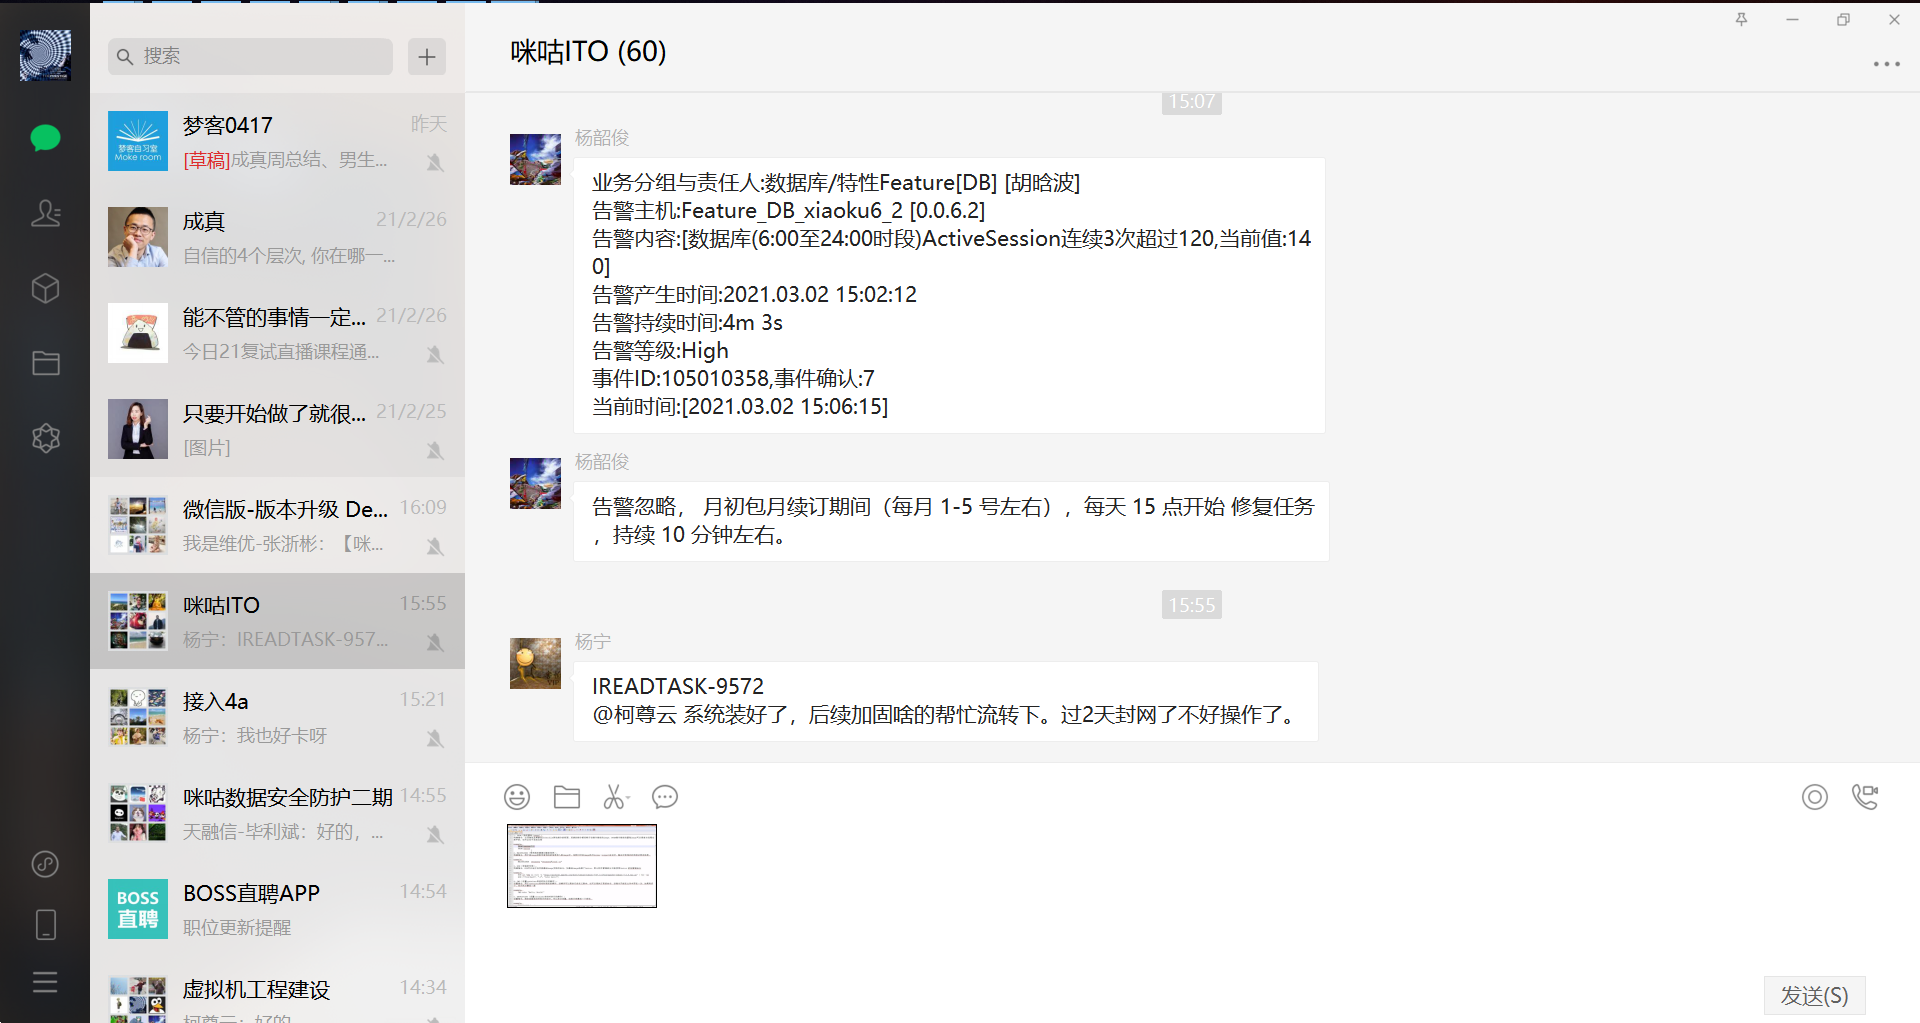 搜索
梦客0417
昨天
[草稿]成真周总结、男生...
梦客自习室
Moke room
成真
21/2/26
自信的4个层次, 你在哪一...
能不管的事情一定...
21/2/26
今日21复试直播课程通...
只要开始做了就很...
21/2/25
[图片]
微信版-版本升级 De...
16:09
我是维优-张浙彬：【咪...
咪咕ITO
15:55
杨宁：IREADTASK-957...
接入4a
15:21
杨宁：我也好卡呀
咪咕数据安全防护二期
14:55
天融信-毕利斌：好的，...
BOSS直聘APP
14:54
职位更新提醒
BOSS
直聘
虚拟机工程建设
14:34
柯尊云：好的
咪咕ITO (60)
15:07
杨韶俊
业务分组与责任人:数据库/特性Feature[DB] [胡晗波]
告警主机:Feature_DB_xiaoku6_2 [0.0.6.2]
告警内容:[数据库(6:00至24:00时段)ActiveSession连续3次超过120,当前值:14
0]
告警产生时间:2021.03.02 15:02:12
告警持续时间:4m 3s
告警等级:High
事件ID:105010358,事件确认:7
当前时间:[2021.03.02 15:06:15]
杨韶俊
告警忽略， 月初包月续订期间（每月 1-5 号左右），每天 15 点开始 修复任务
，持续 10 分钟左右。
15:55
杨宁
IREADTASK-9572
@柯尊云 系统装好了，后续加固啥的帮忙流转下。过2天封网了不好操作了。
发送(S)